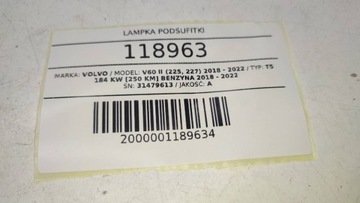 LAMPKA PODSUFITKI
118963
MARKA: VOLVO / MODEL: V60 II (225, 227) 2018 - 2022 / TYP: T5
184 KW [250 KM] BENZYNA 2018 - 2022
SN: 31479613 / JAKOŚĆ: A
2000001189634